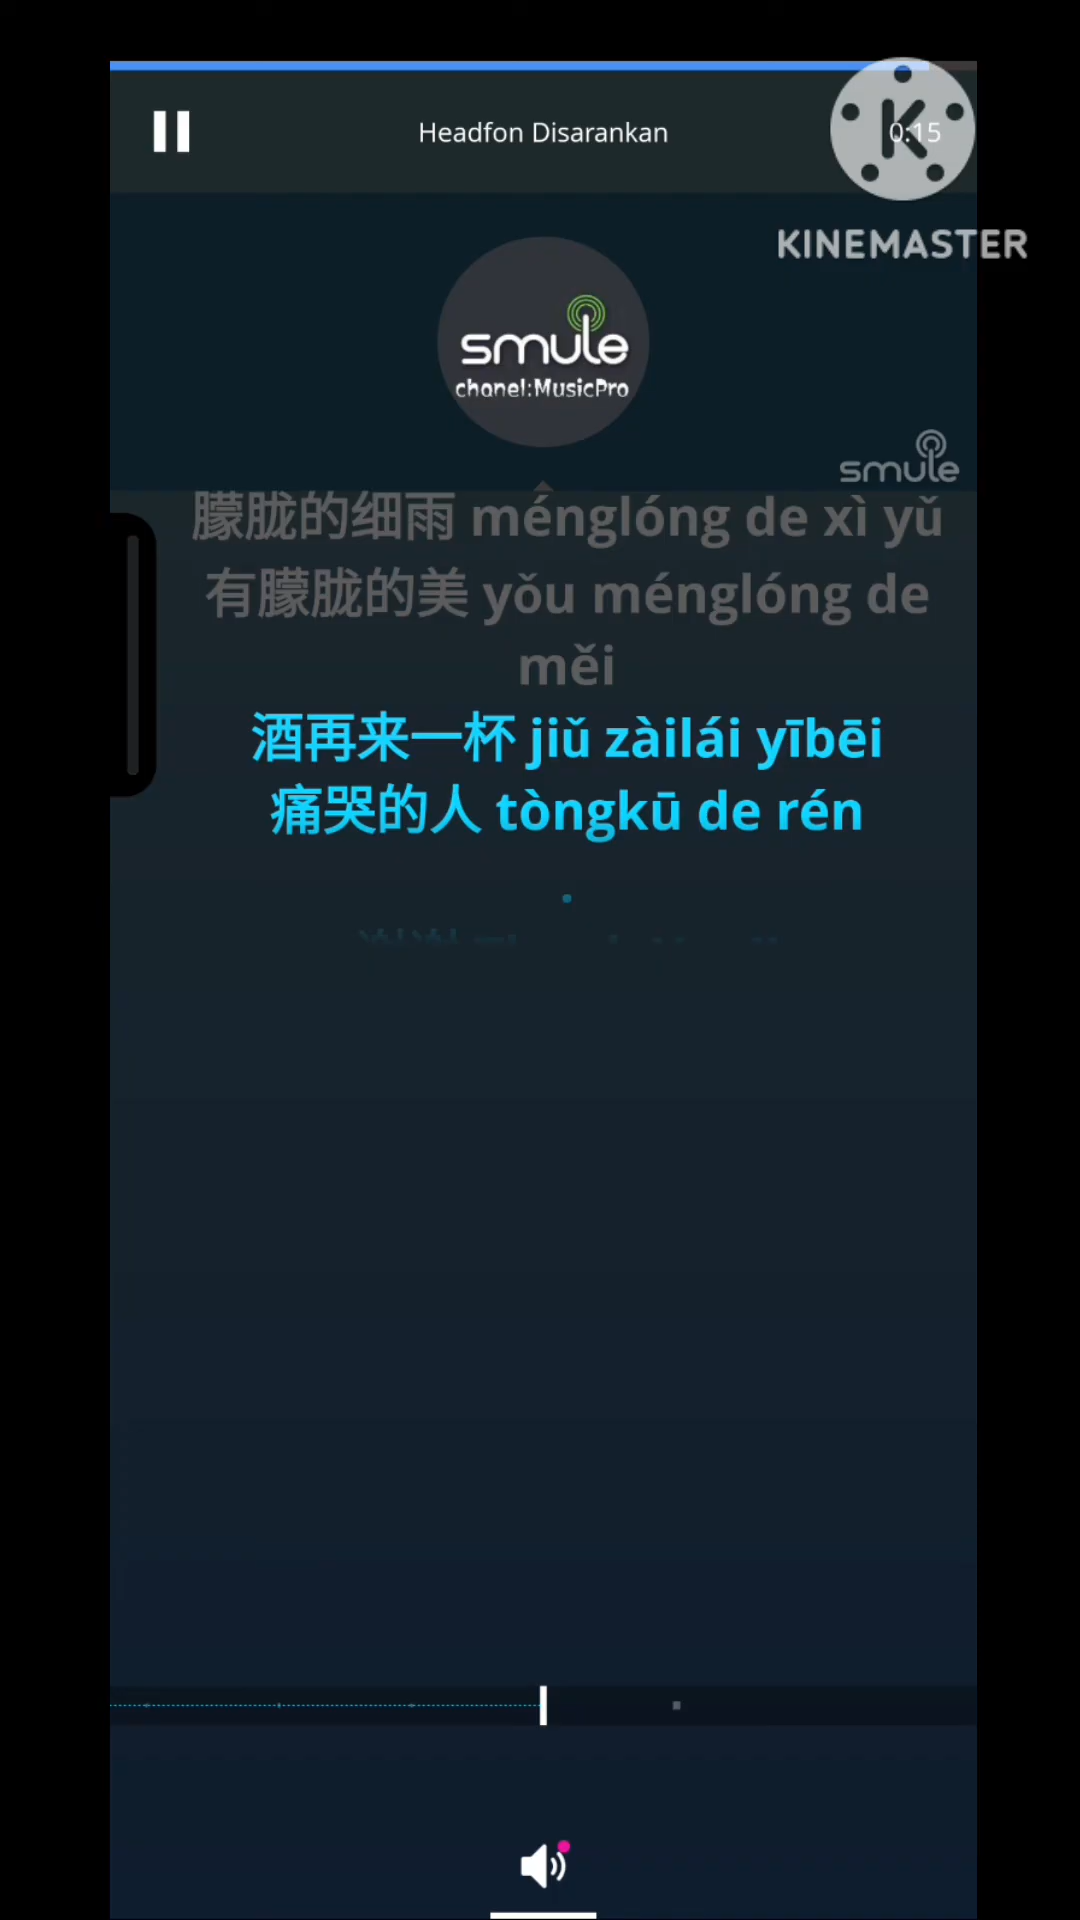 Headfon Disarankan
0:15
KINEMASTER
smule
chanel:MusicPro
smule
朦胧的细雨 ménglóng de xì yǔ
有朦胧的美 yǒu ménglóng de
měi
酒再来一杯 jiǔ zàilái yībēi
痛哭的人 tòngkū de rén